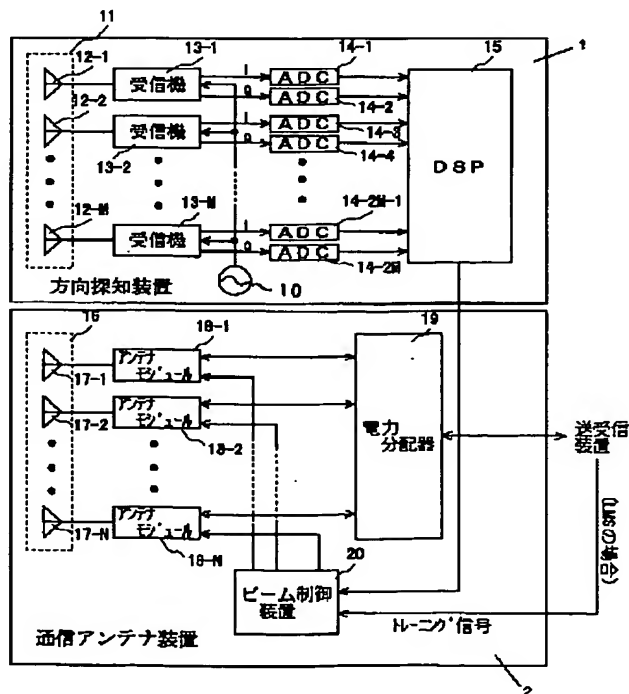 11
13-1
14-1
15
1
12-1
受信機
I
ADC
Q
ADC
14-2
12-2
受信機
I
ADC
14-3
Q
ADC
14-4
13-2
DSP
13-M
14-2M-1
12-M
受信機
I
ADC
Q
ADC
14-2M
方向探知装置
10
16
18-1
19
アンテナ
モジュール
17-1
アンテナ
モジュール
17-2
18-2
電力
分配器
送受信
装置
アンテナ
モジュール
17-N
18-N
20
(LMSの場合)
ビーム制御
装置
トレーニング信号
通信アンテナ装置
2